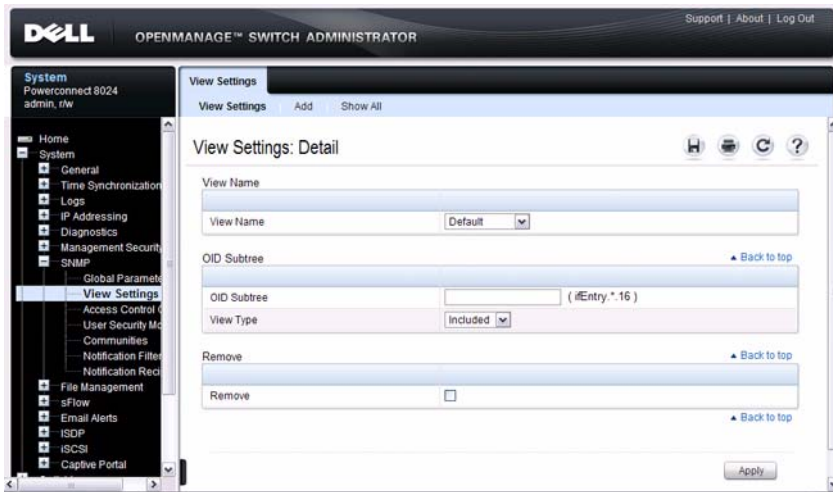 Support | About | Log Out
DELL OPENMANAGE™ SWITCH ADMINISTRATOR
System
Powerconnect 8024
admin, r/w
Home
System
General
Time Synchronization
Logs
IP Addressing
Diagnostics
Management Security
SNMP
Global Paramete
View Settings
Access Control C
User Security Mo
Communities
Notification Filter
Notification Reci
File Management
sFlow
Email Alerts
ISDP
iSCSI
Captive Portal
View Settings
View Settings Add Show All
View Settings: Detail
View Name
View Name Default
OID Subtree Back to top
OID Subtree ( ifEntry.*.16 )
View Type Included
Remove Back to top
Remove
Back to top
Apply